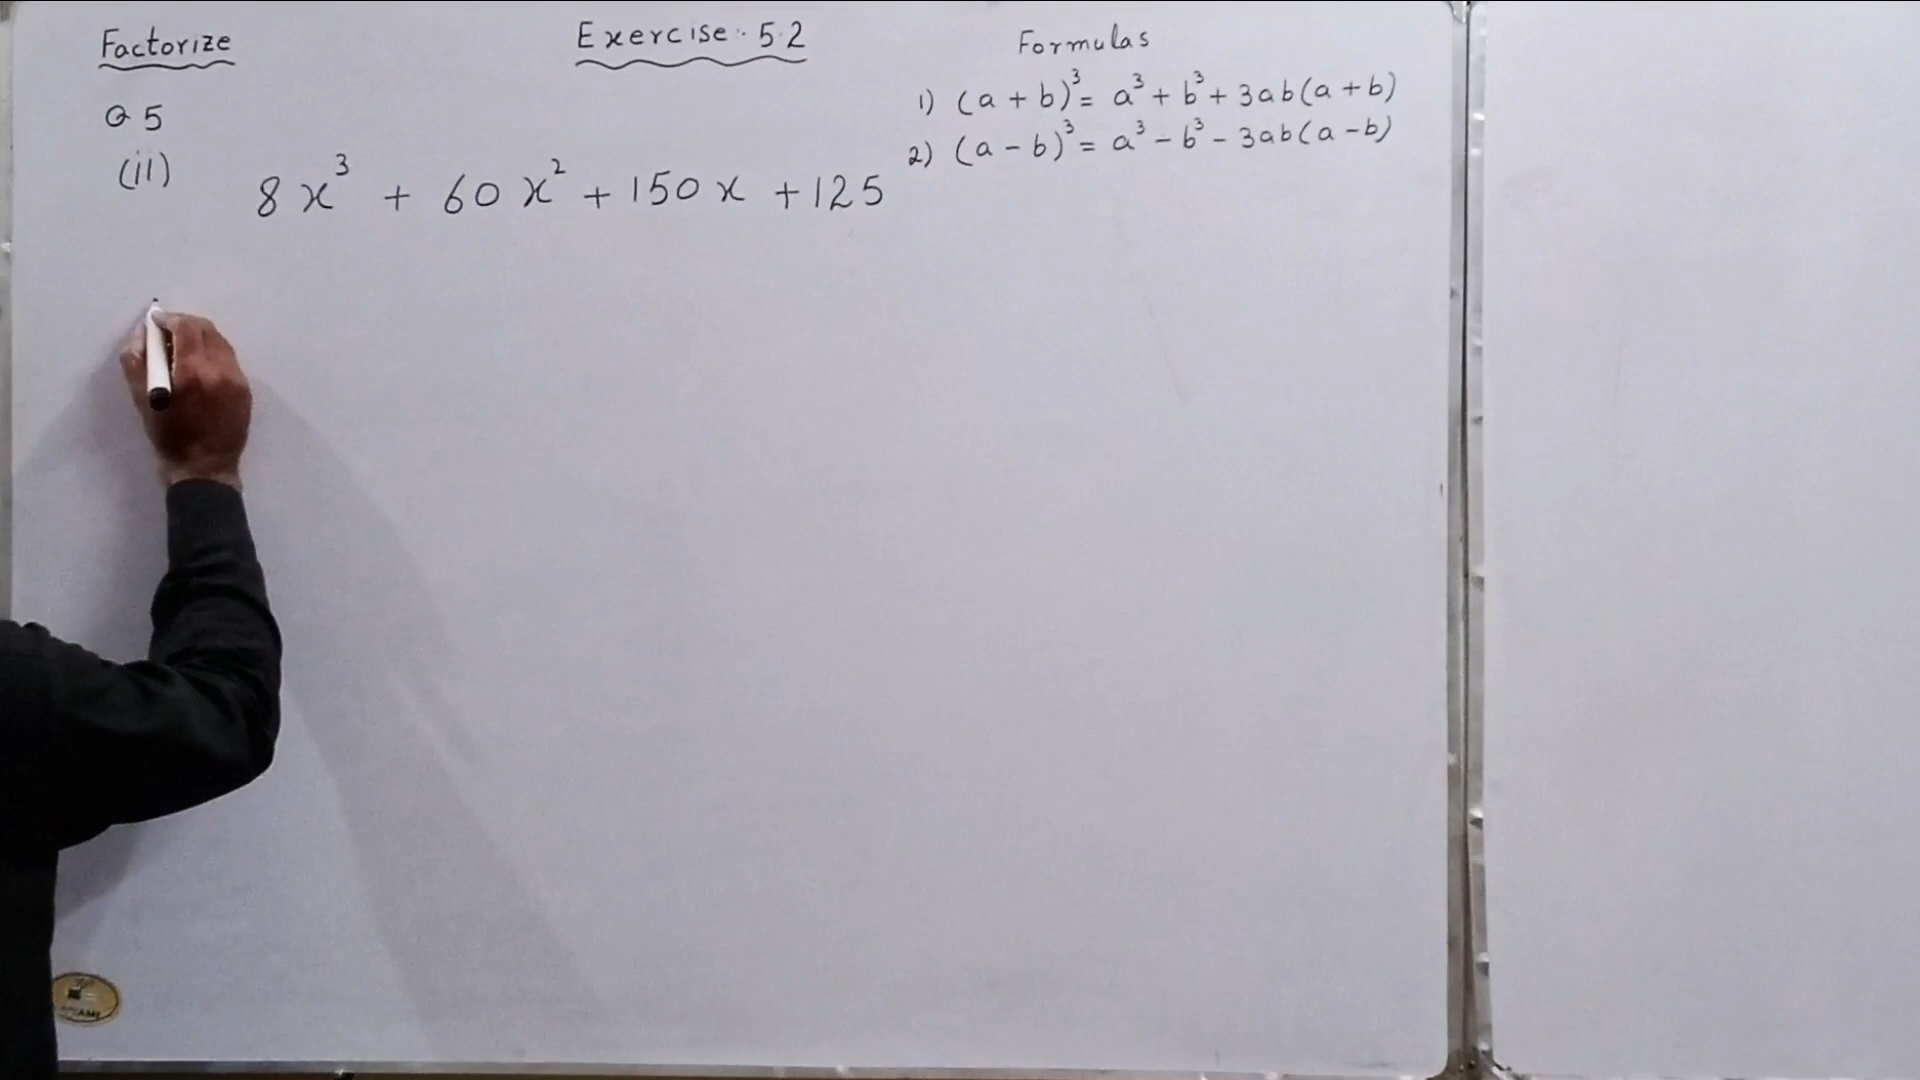 Factorize
Exercise 5.2
Formulas
1) (a + b)³ = a³ + b³ + 3ab(a + b)
2) (a - b)³ = a³ - b³ - 3ab(a - b)
Q 5
(ii)
8x³ + 60x² + 150x + 125